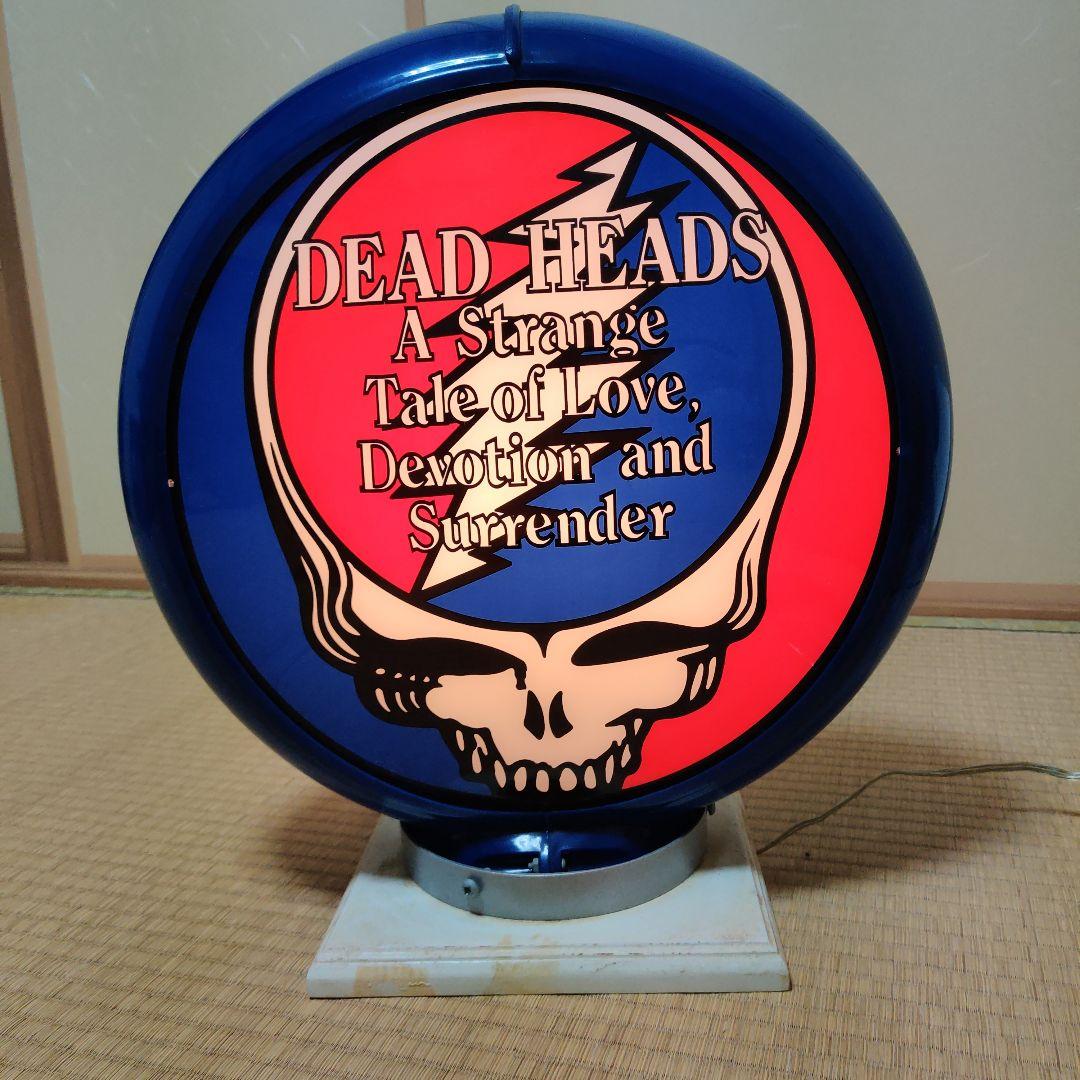 DEAD HEADS
A Strange
Tale of Love,
Devotion and
Surrender